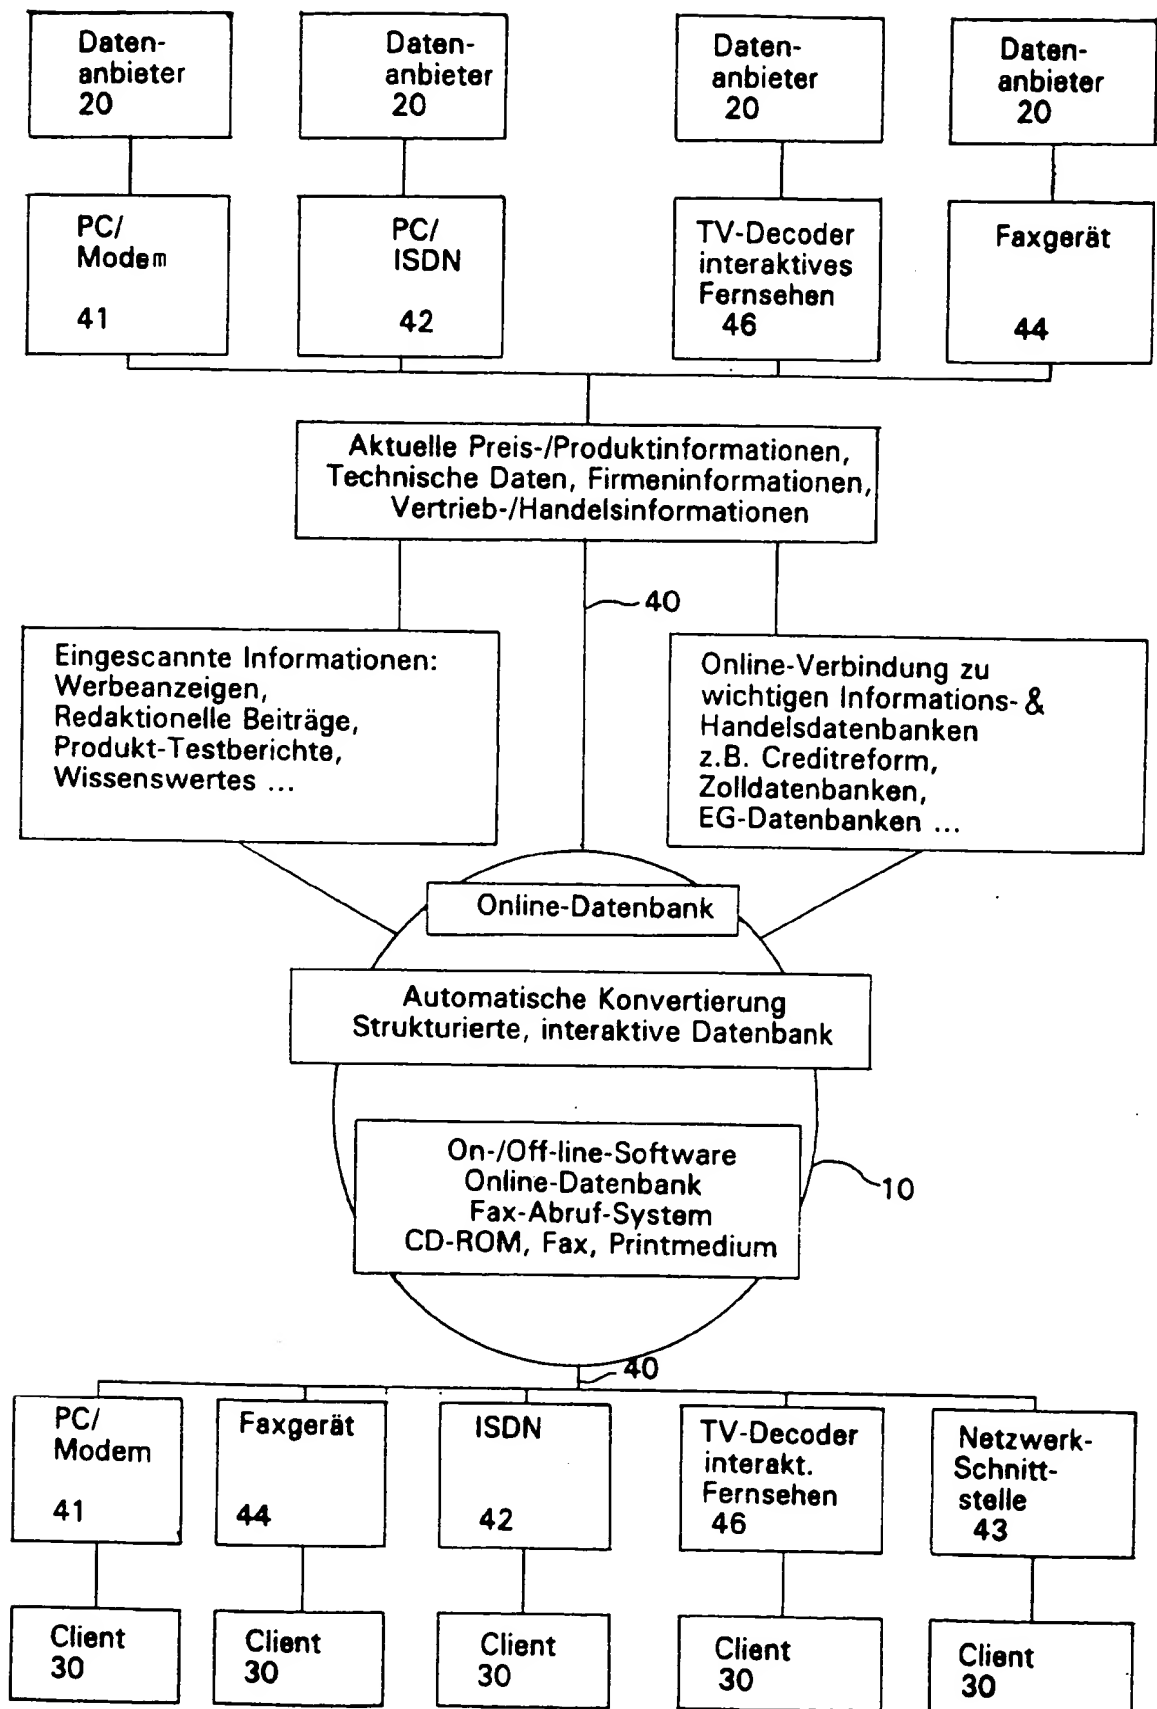 Daten-
anbieter
20
Daten-
anbieter
20
Daten-
anbieter
20
Daten-
anbieter
20
PC/
Modem
41
PC/
ISDN
42
TV-Decoder
interaktives
Fernsehen
46
Faxgerät
44
Aktuelle Preis-/Produktinformationen,
Technische Daten, Firmeninformationen,
Vertrieb-/Handelsinformationen
40
Eingescannte Informationen:
Werbeanzeigen,
Redaktionelle Beiträge,
Produkt-Testberichte,
Wissenswertes ...
Online-Verbindung zu
wichtigen Informations- &
Handelsdatenbanken
z.B. Creditreform,
Zolldatenbanken,
EG-Datenbanken ...
Online-Datenbank
Automatische Konvertierung
Strukturierte, interaktive Datenbank
On-/Off-line-Software
Online-Datenbank
Fax-Abruf-System
CD-ROM, Fax, Printmedium
10
40
PC/
Modem
41
Faxgerät
44
ISDN
42
TV-Decoder
interakt.
Fernsehen
46
Netzwerk-
Schnitt-
stelle
43
Client
30
Client
30
Client
30
Client
30
Client
30